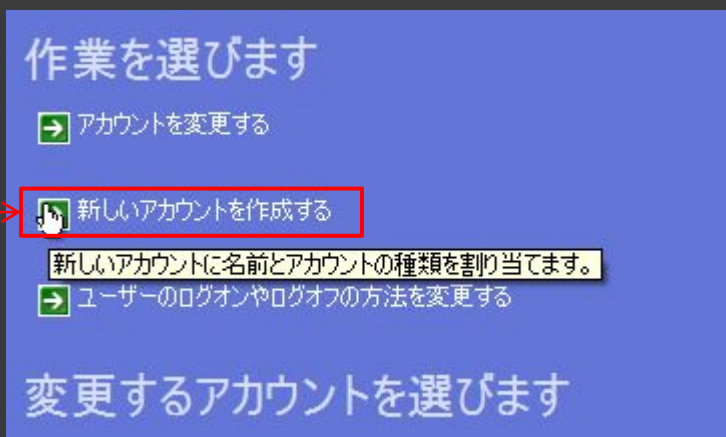 作業を選びます
アカウントを変更する
新しいアカウントを作成する
新しいアカウントに名前とアカウントの種類を割り当てます。
ユーザーのログオンやログオフの方法を変更する
変更するアカウントを選びます